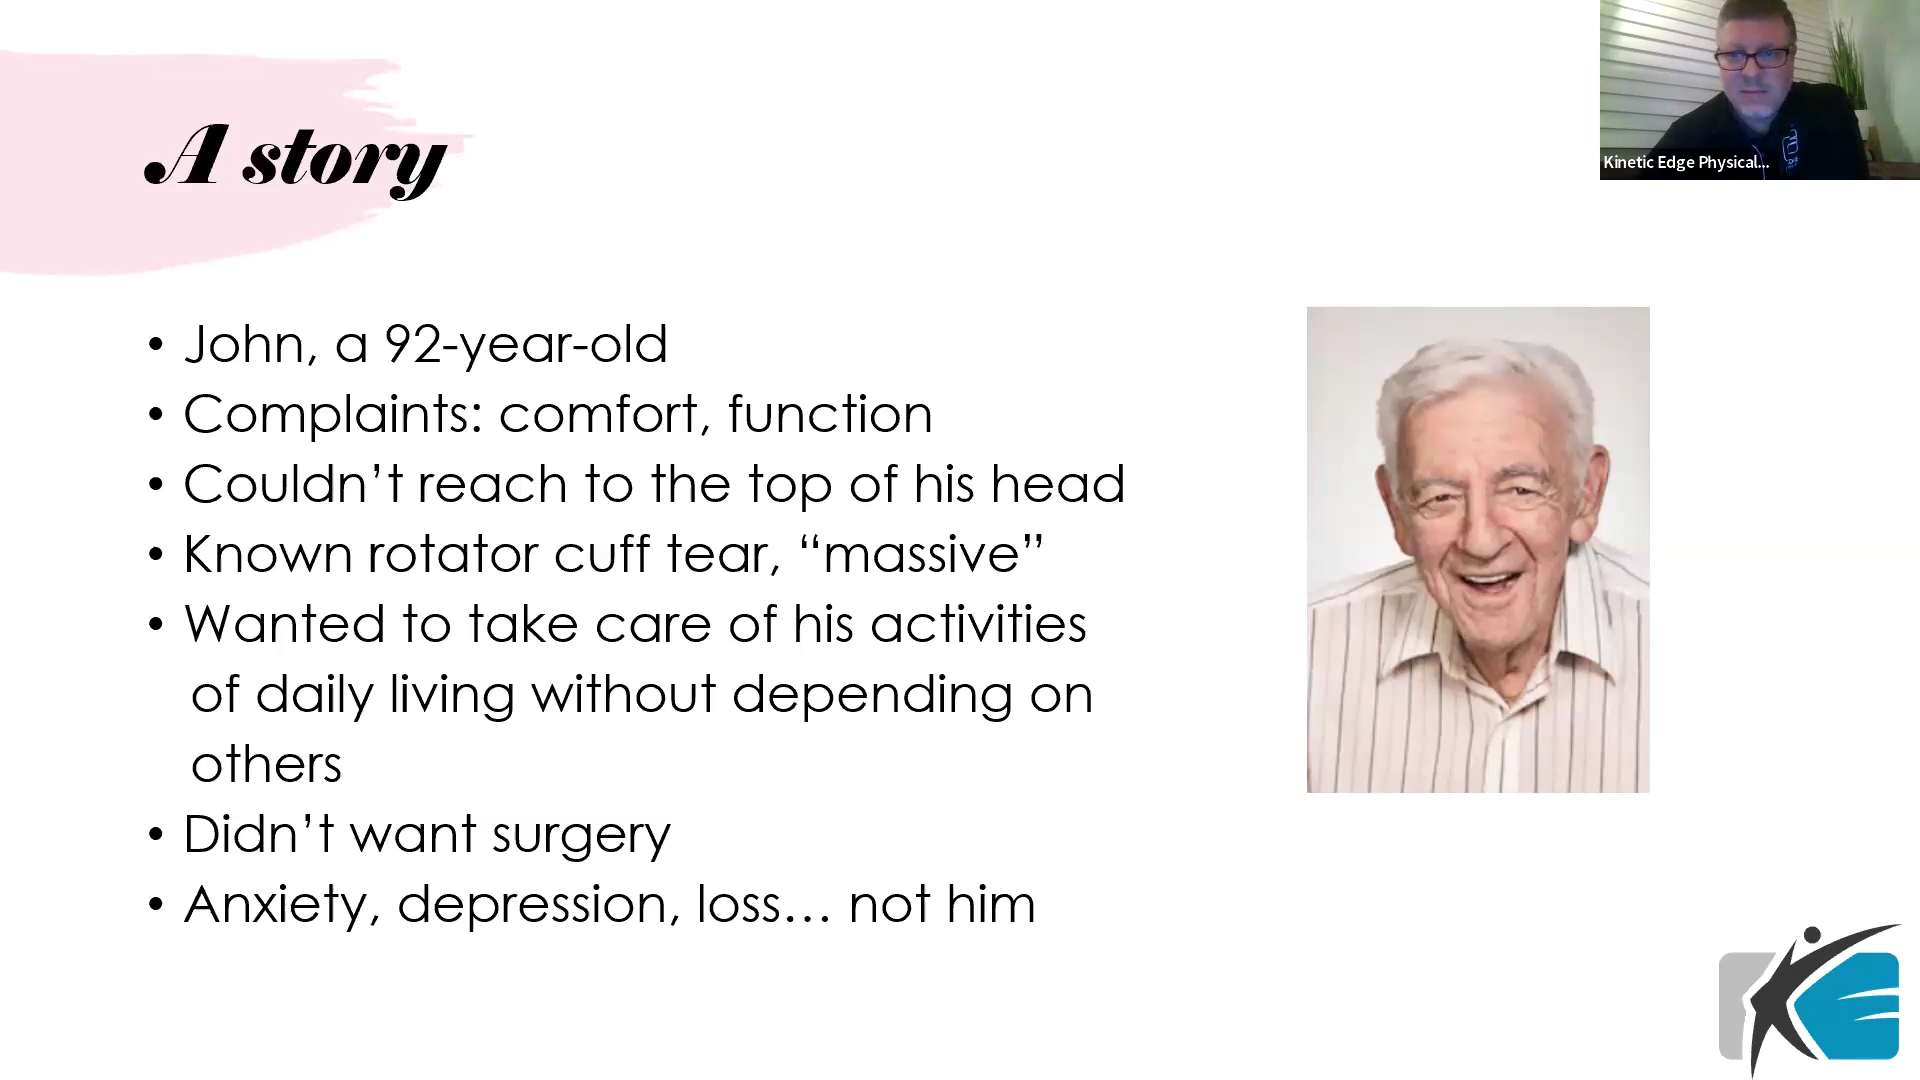 A story
Kinetic Edge Physical...
• John, a 92-year-old
• Complaints: comfort, function
• Couldn’t reach to the top of his head
• Known rotator cuff tear, “massive”
• Wanted to take care of his activities
of daily living without depending on
others
• Didn’t want surgery
• Anxiety, depression, loss… not him
KE